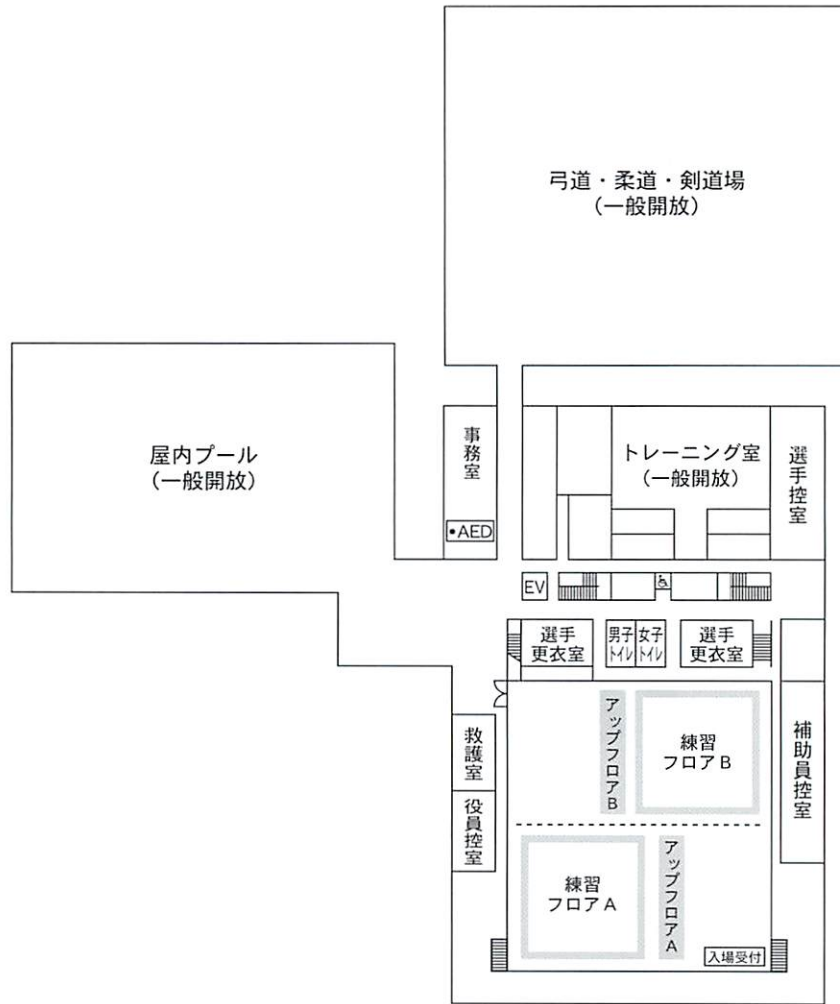 弓道・柔道・剣道場
(一般開放)
屋内プール
(一般開放)
事務室
•AED
トレーニング室
(一般開放)
選手控室
EV
選手
更衣室
男子
トイレ
女子
トイレ
選手
更衣室
救護室
役員控室
アップフロアB
練習
フロアB
補助員控室
練習
フロアA
アップフロアA
入場受付